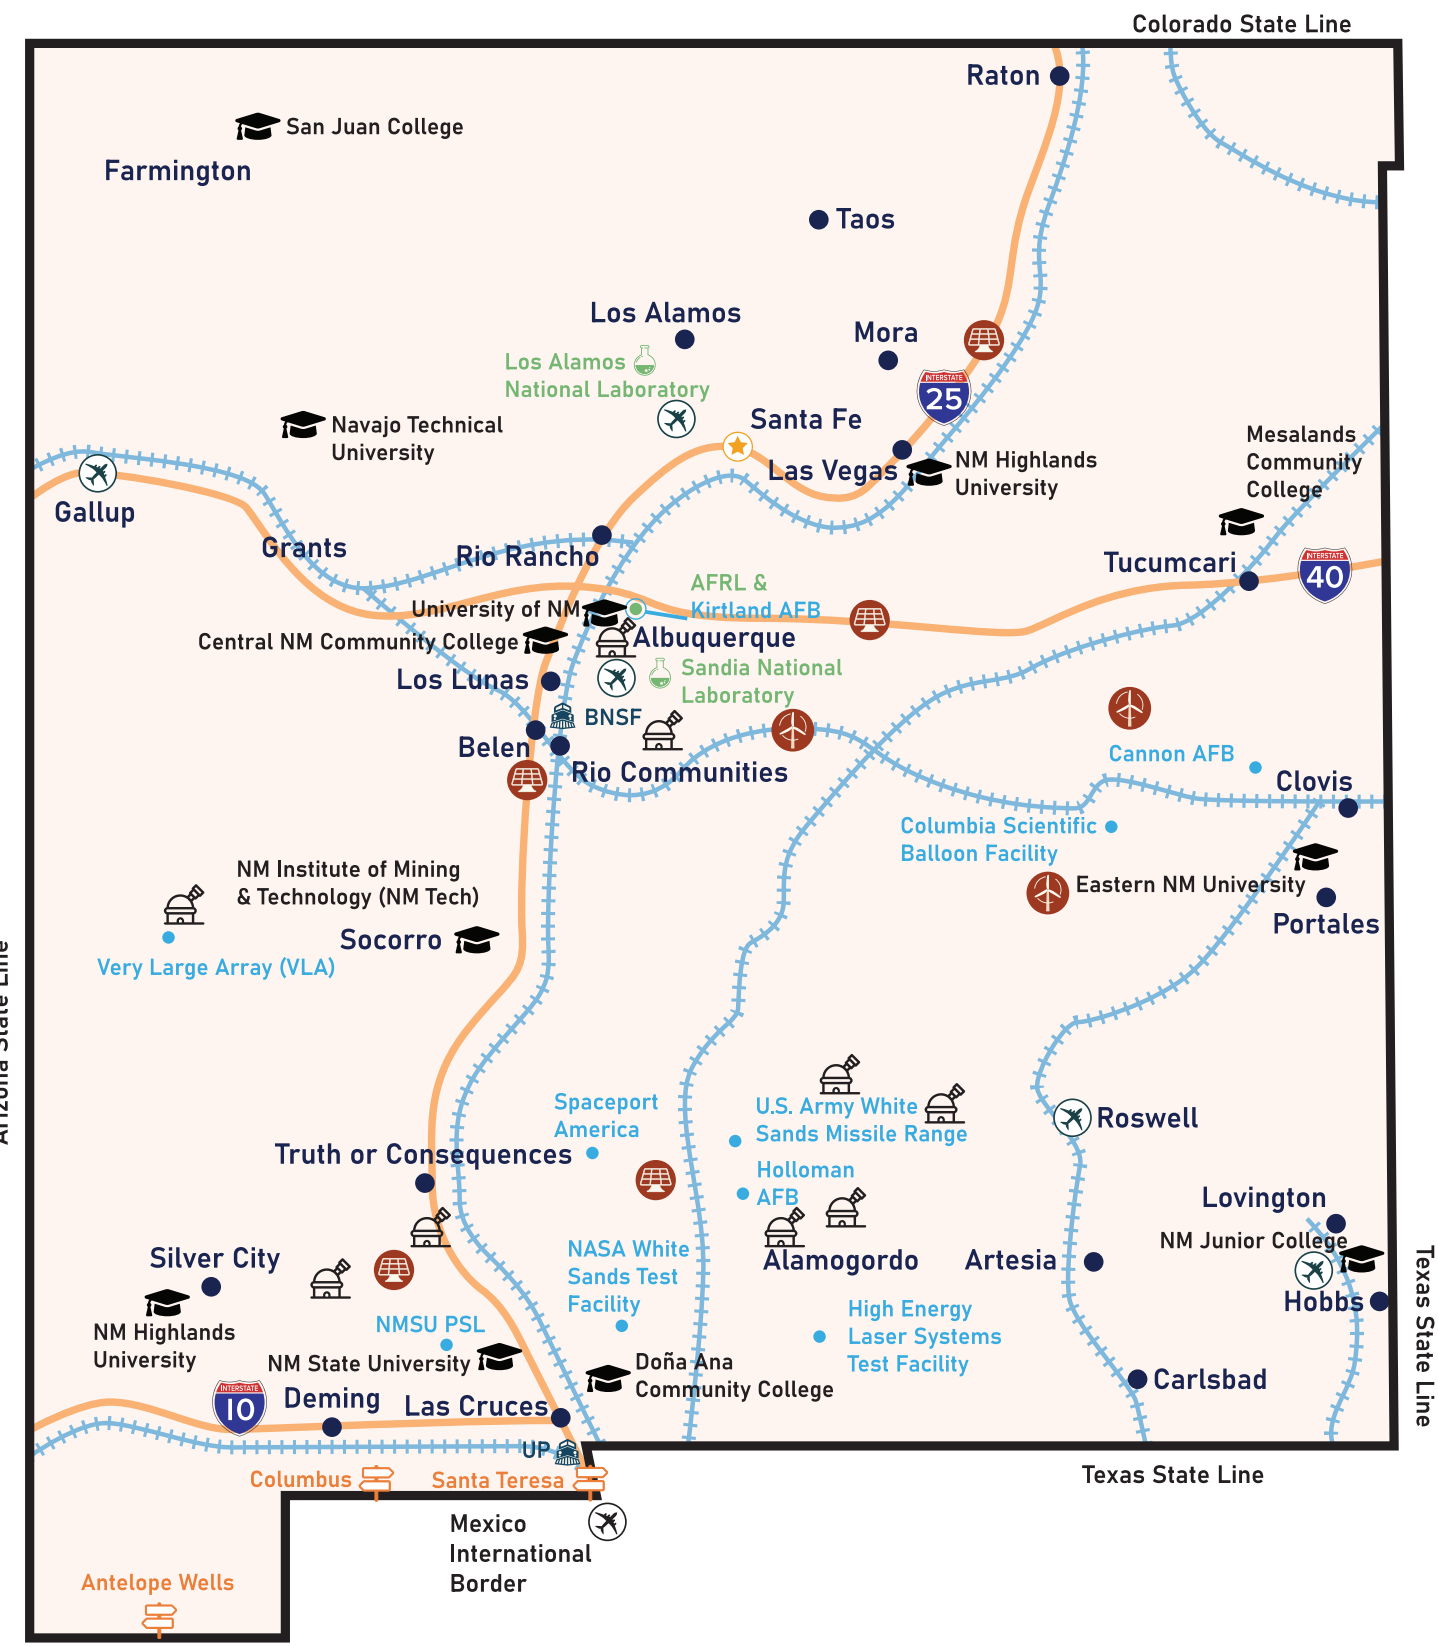 Colorado State Line
Raton
San Juan College
Farmington
Taos
Los Alamos
Mora
Los Alamos
National Laboratory
INTERSTATE
25
Santa Fe
Navajo Technical
University
Las Vegas
NM Highlands
University
Mesalands
Community
College
Gallup
Grants
Rio Rancho
Tucumcari
INTERSTATE
40
AFRL &
Kirtland AFB
University of NM
Albuquerque
Central NM Community College
Sandia National
Laboratory
Los Lunas
BNSF
Belen
Rio Communities
Cannon AFB
Clovis
Columbia Scientific
Balloon Facility
Eastern NM University
Portales
NM Institute of Mining
& Technology (NM Tech)
Socorro
Very Large Array (VLA)
Arizona State Line
Spaceport
America
U.S. Army White
Sands Missile Range
Roswell
Truth or Consequences
Holloman
AFB
Lovington
NM Junior College
Silver City
NASA White
Sands Test
Facility
Alamogordo
Artesia
Hobbs
Texas State Line
NM Highlands
University
NMSU PSL
High Energy
Laser Systems
Test Facility
NM State University
Doña Ana
Community College
Carlsbad
INTERSTATE
10
Deming
Las Cruces
UP
Columbus
Santa Teresa
Texas State Line
Mexico
International
Border
Antelope Wells